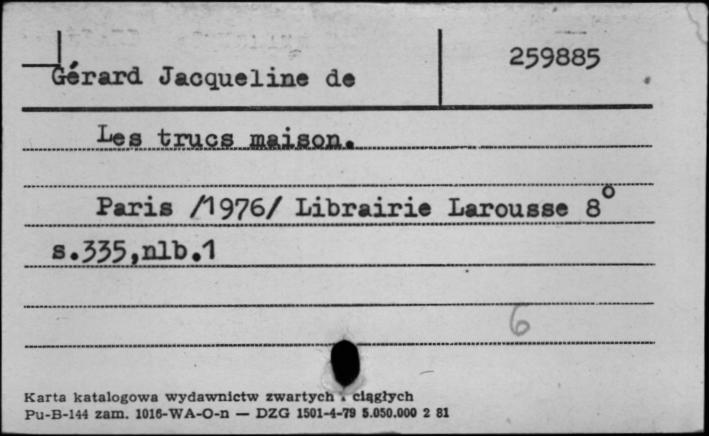 259885
Gérard Jacqueline de
Les trucs maison.
Paris /1976/ Librairie Larousse 8°
s.335,nlb.1
6
Karta katalogowa wydawnictw zwartych i ciągłych
Pu-B-144 zam. 1016-WA-O-n — DZG 1501-4-79 5.050.000 2 81